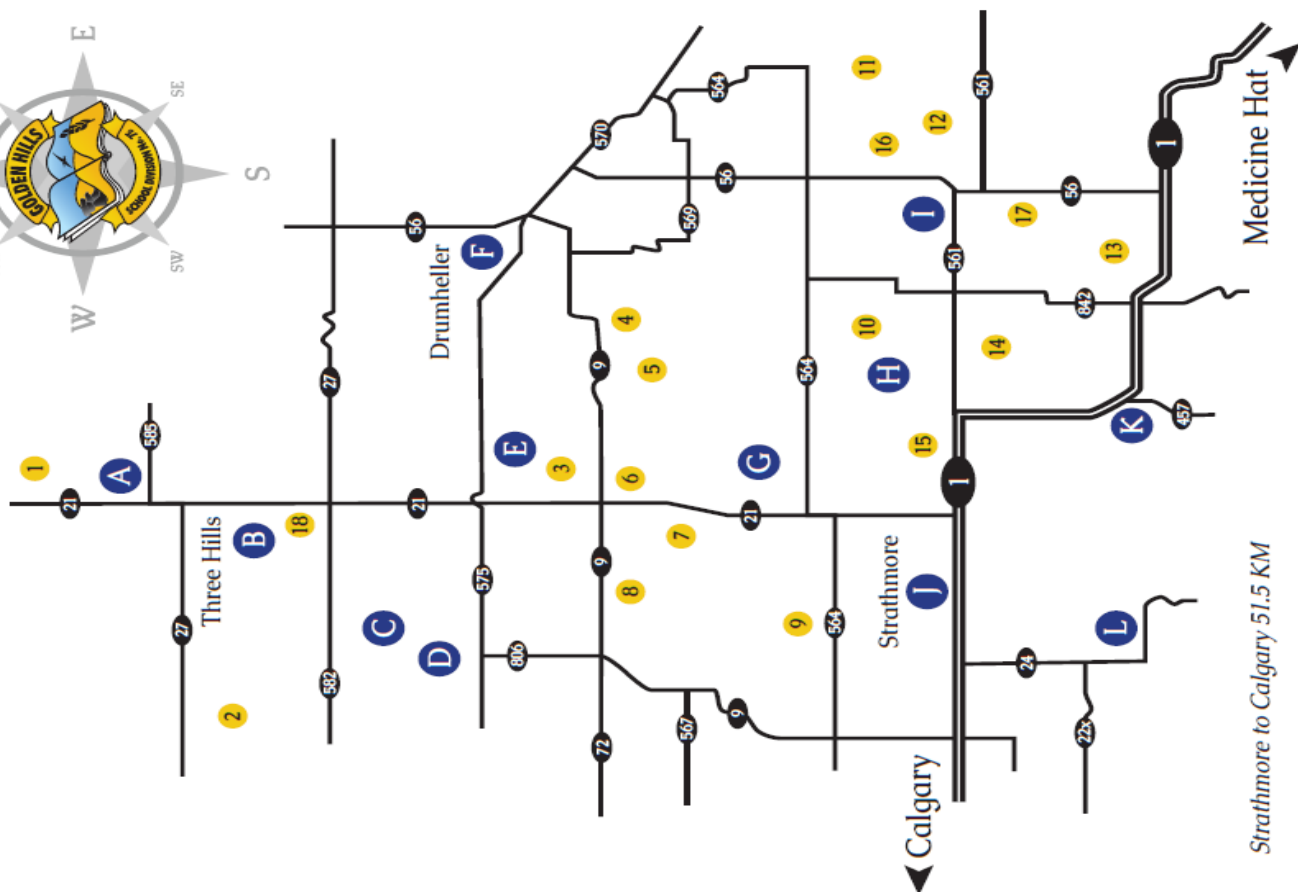 E
GOLDEN HILLS
SCHOOL DIVISION No. 75
SE
S
SW
W
1
21
A
585
27
Three Hills
B
18
2
582
21
27
56
Drumheller
F
C
D
575
E
3
806
9
9
4
5
6
8
7
72
567
9
21
G
570
564
569
56
11
16
12
564
10
H
9
564
Strathmore
J
15
1
Calgary
I
561
561
17
56
14
842
13
1
Medicine Hat
K
457
24
22x
L
Strathmore to Calgary 51.5 KM